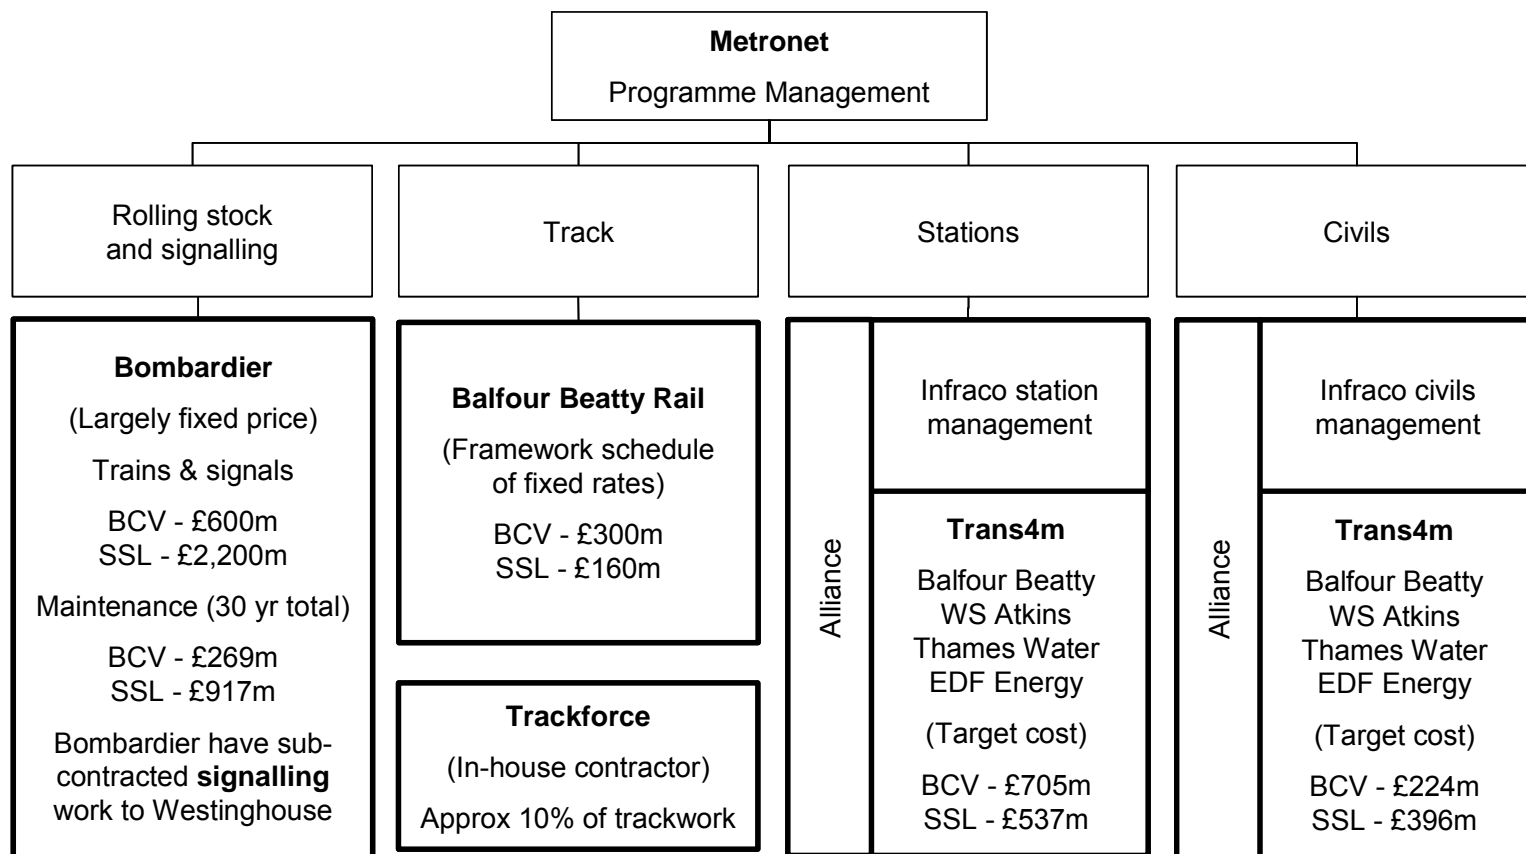 Metronet
Programme Management
Rolling stock
and signalling
Track
Stations
Civils
Bombardier
(Largely fixed price)
Trains & signals
BCV - £600m
SSL - £2,200m
Maintenance (30 yr total)
BCV - £269m
SSL - £917m
Bombardier have sub-
contracted signalling
work to Westinghouse
Balfour Beatty Rail
(Framework schedule
of fixed rates)
BCV - £300m
SSL - £160m
Trackforce
(In-house contractor)
Approx 10% of trackwork
Alliance
Infraco station
management
Trans4m
Balfour Beatty
WS Atkins
Thames Water
EDF Energy
(Target cost)
BCV - £705m
SSL - £537m
Alliance
Infraco civils
management
Trans4m
Balfour Beatty
WS Atkins
Thames Water
EDF Energy
(Target cost)
BCV - £224m
SSL - £396m